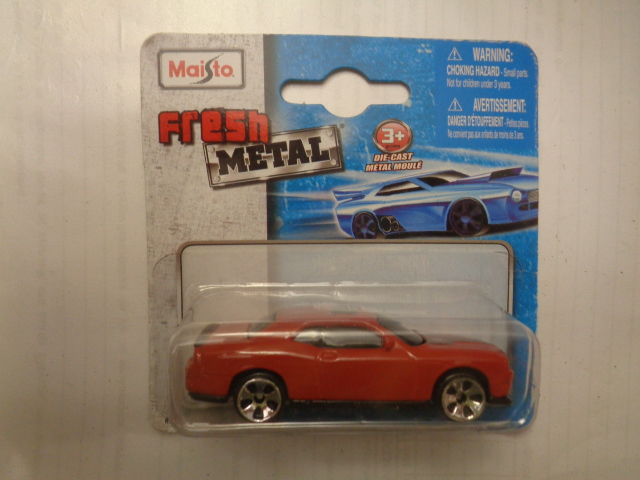 Maisto
Fresh
METAL
3+
DIE-CAST
METAL MOULÉ
WARNING:
CHOKING HAZARD - Small parts.
Not for children under 3 years.
AVERTISSEMENT:
DANGER D'ÉTOUFFEMENT - Petites pièces.
Ne convient pas aux enfants de moins de 3 ans.